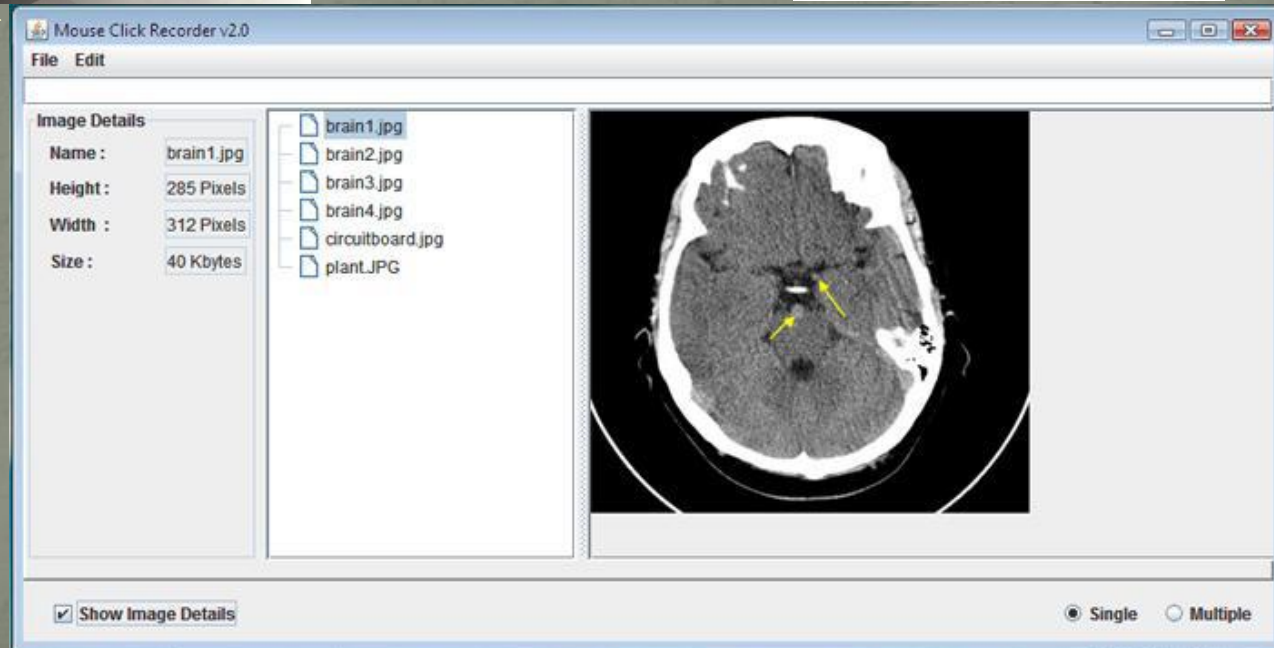 Mouse Click Recorder v2.0
File Edit
Image Details
Name : brain1.jpg
Height : 285 Pixels
Width : 312 Pixels
Size : 40 Kbytes
brain1.jpg
brain2.jpg
brain3.jpg
brain4.jpg
circuitboard.jpg
plant.JPG
Show Image Details
Single Multiple